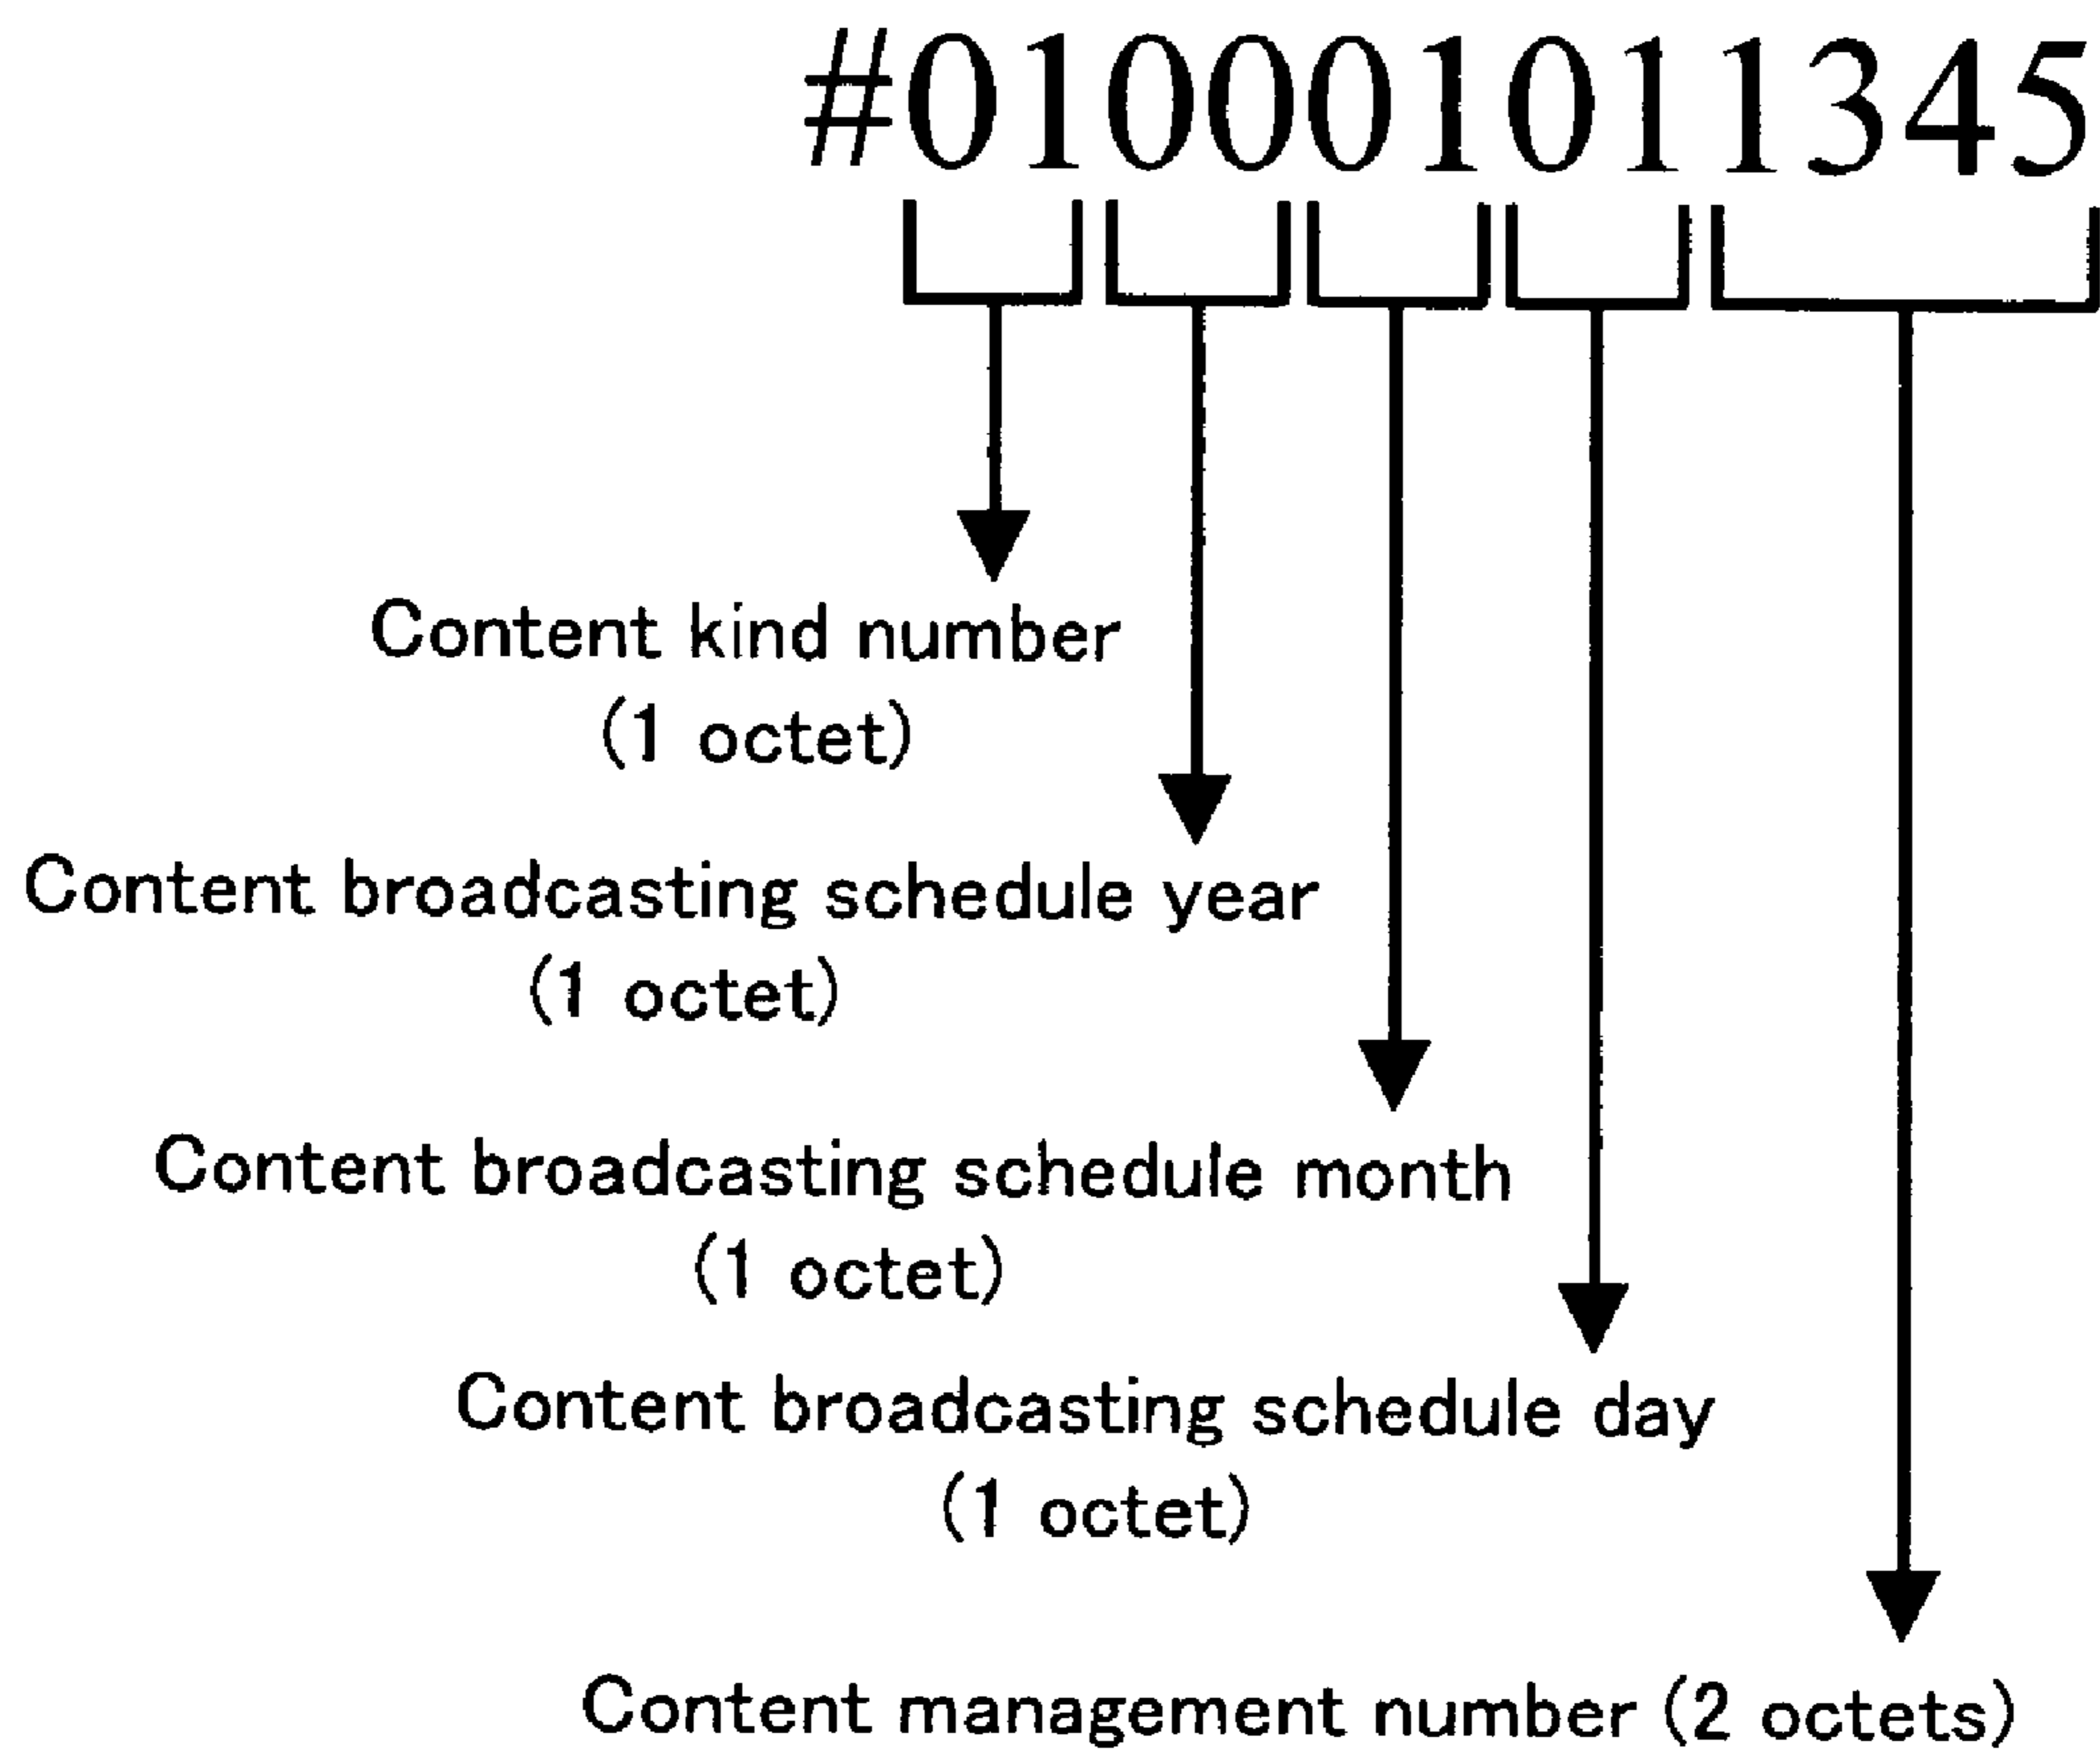 #010001011345
Content kind number
(1 octet)
Content broadcasting schedule year
(1 octet)
Content broadcasting schedule month
(1 octet)
Content broadcasting schedule day
(1 octet)
Content management number (2 octets)